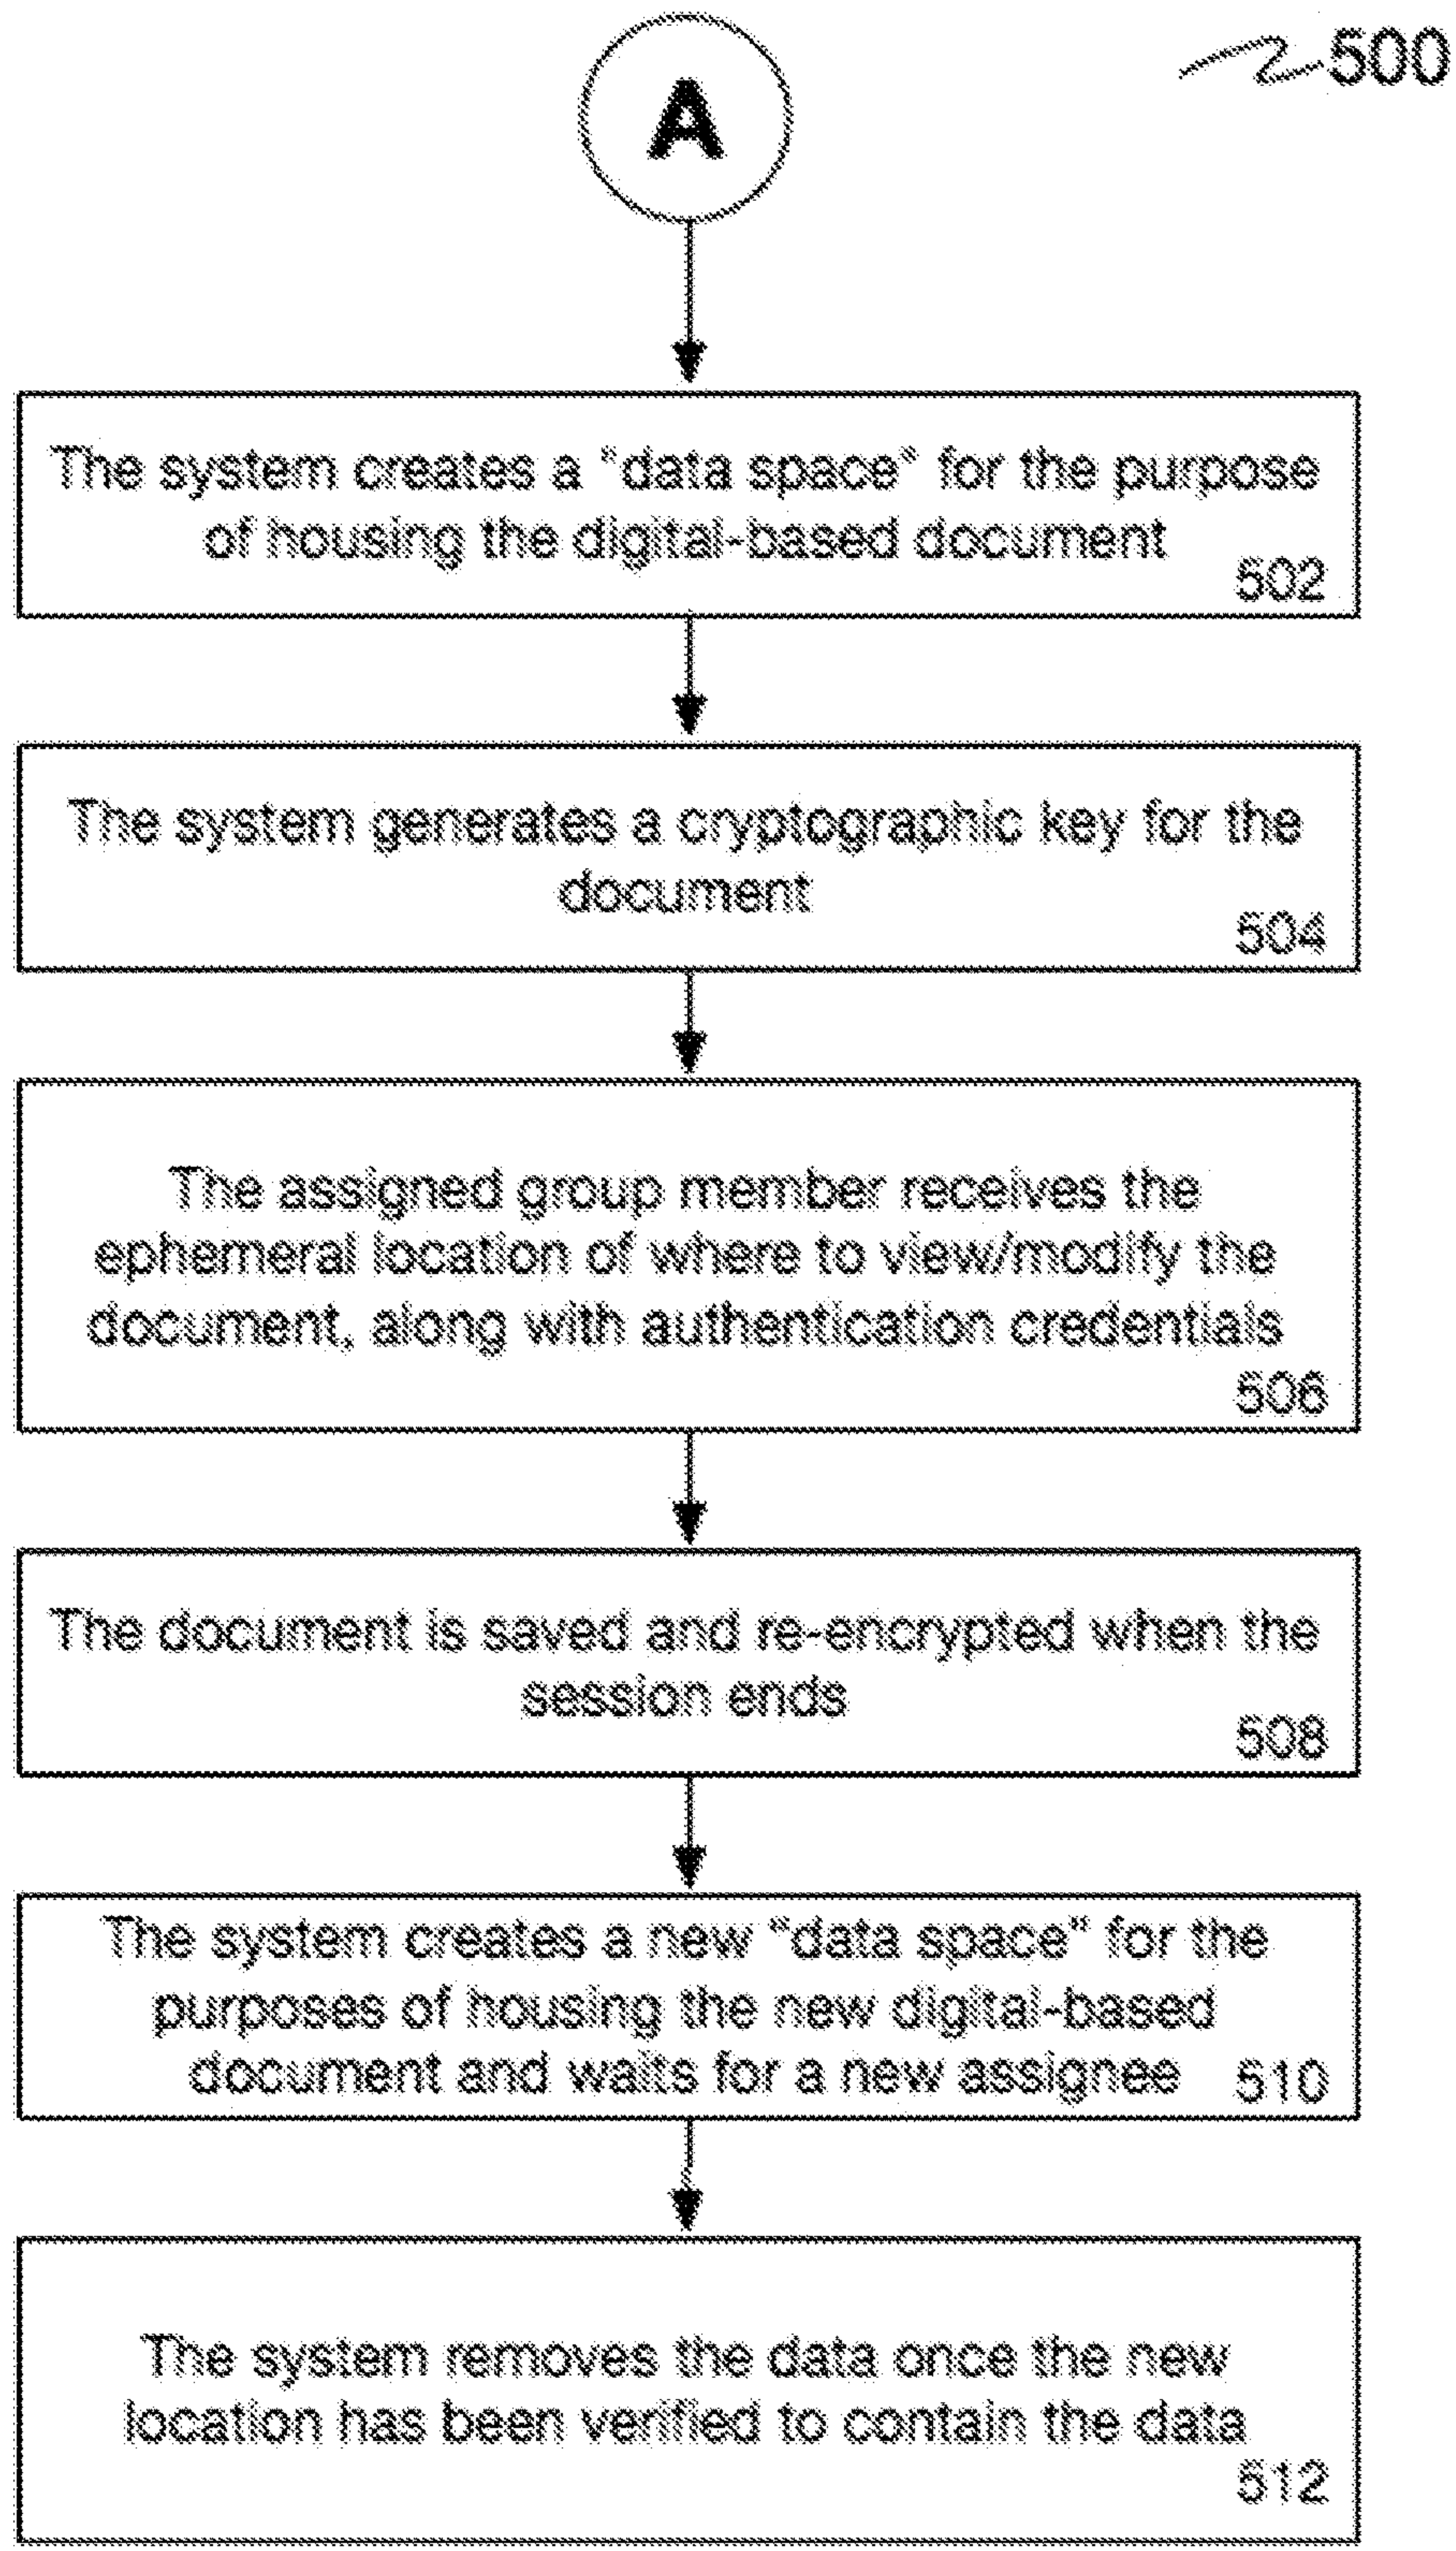 500
A
The system creates a "data space" for the purpose
of housing the digital-based document
502
The system generates a cryptographic key for the
document
504
The assigned group member receives the
ephemeral location of where to view/modify the
document, along with authentication credentials
506
The document is saved and re-encrypted when the
session ends
508
The system creates a new "data space" for the
purposes of housing the new digital-based
document and waits for a new assignee 510
The system removes the data once the new
location has been verified to contain the data
512